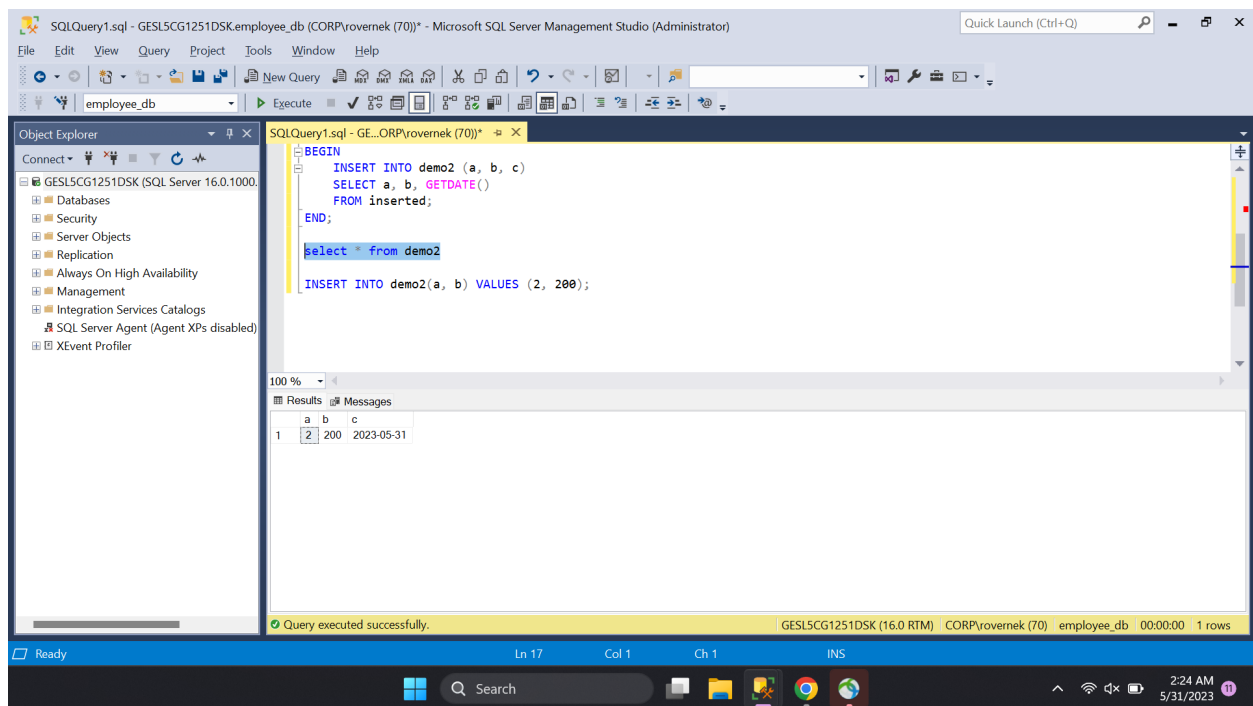 SQLQuery1.sql - GESL5CG1251DSK.employee_db (CORP\rovernek (70))* - Microsoft SQL Server Management Studio (Administrator)
Quick Launch (Ctrl+Q)
File Edit View Query Project Tools Window Help
New Query MDX DMX XMLA DAX
employee_db Execute
Object Explorer
SQLQuery1.sql - GE...ORP\rovernek (70))*
Connect
GESL5CG1251DSK (SQL Server 16.0.1000.
Databases
Security
Server Objects
Replication
Always On High Availability
Management
Integration Services Catalogs
SQL Server Agent (Agent XPs disabled)
XEvent Profiler
BEGIN
INSERT INTO demo2 (a, b, c)
SELECT a, b, GETDATE()
FROM inserted;
END;
select * from demo2
INSERT INTO demo2(a, b) VALUES (2, 200);
100 %
Results Messages
a b c
1 2 200 2023-05-31
Query executed successfully. GESL5CG1251DSK (16.0 RTM) CORP\rovernek (70) employee_db 00:00:00 1 rows
Ready Ln 17 Col 1 Ch 1 INS
Search
2:24 AM
5/31/2023
11